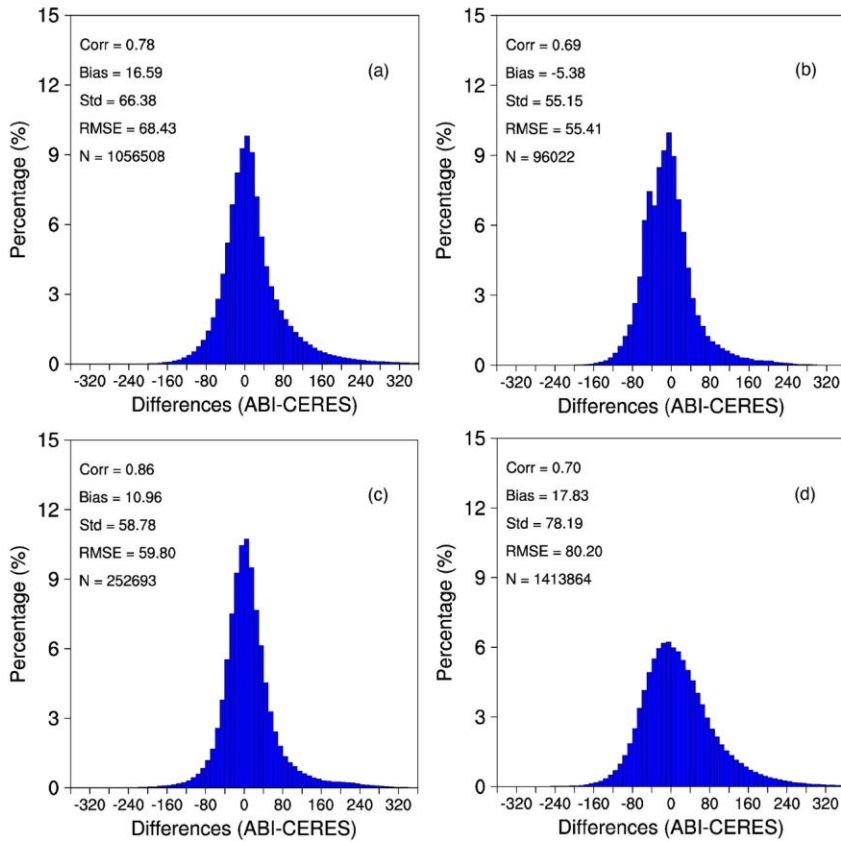 15
Corr = 0.78
Bias = 16.59
Std = 66.38
RMSE = 68.43
N = 1056508
(a)
12
9
6
3
0
Percentage (%)
-320 -240 -160 -80 0 80 160 240 320
Differences (ABI-CERES)
15
Corr = 0.69
Bias = -5.38
Std = 55.15
RMSE = 55.41
N = 96022
(b)
12
9
6
3
0
Percentage (%)
-320 -240 -160 -80 0 80 160 240 320
Differences (ABI-CERES)
15
Corr = 0.86
Bias = 10.96
Std = 58.78
RMSE = 59.80
N = 252693
(c)
12
9
6
3
0
Percentage (%)
-320 -240 -160 -80 0 80 160 240 320
Differences (ABI-CERES)
15
Corr = 0.70
Bias = 17.83
Std = 78.19
RMSE = 80.20
N = 1413864
(d)
12
9
6
3
0
Percentage (%)
-320 -240 -160 -80 0 80 160 240 320
Differences (ABI-CERES)